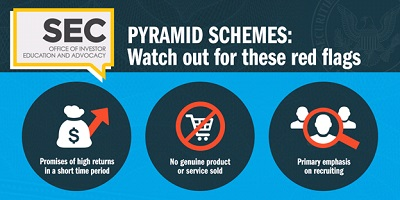 SEC
OFFICE OF INVESTOR
EDUCATION AND ADVOCACY
PYRAMID SCHEMES:
Watch out for these red flags
$
Promises of high returns
in a short time period
No genuine product
or service sold
Primary emphasis
on recruiting